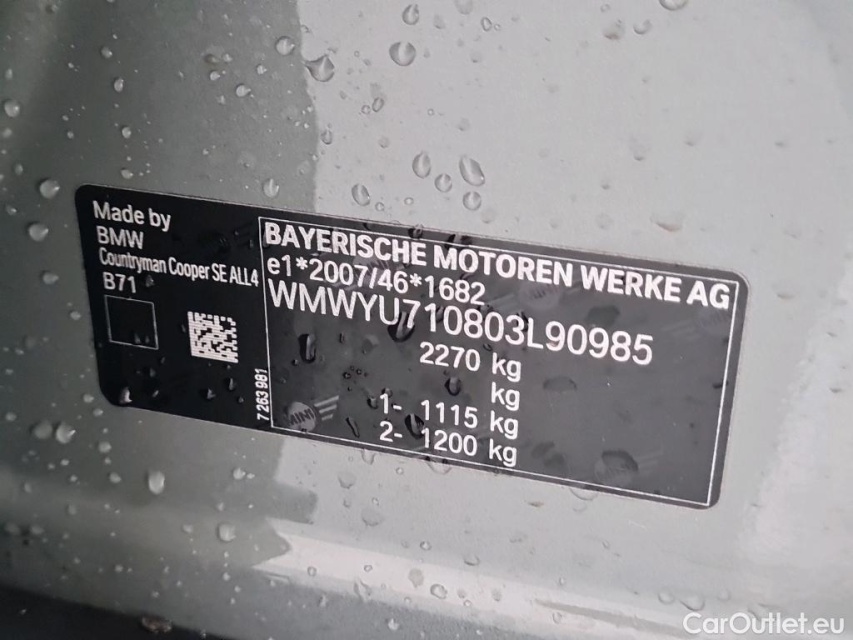 Made by
BMW
Countryman Cooper SE ALL4
B71
7 263 981
BAYERISCHE MOTOREN WERKE AG
e1*2007/46*1682
WMWYU710803L90985
2270 kg
kg
1- 1115 kg
2- 1200 kg
MINI
CarOutlet.eu